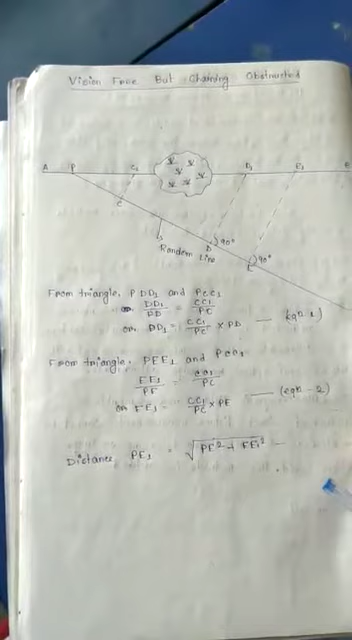 Vision Free But Chaining Obstructed
A P C1 D1 E1 B
C
D 90°
Random Line
E 90°
From triangle, PDD1 and PCC1
or, DD1/PD = CC1/PC
or, DD1 = CC1/PC × PD — (eqn 1)
From triangle, PEE1 and PCC1
EE1/PE = CC1/PC
or EE1 = CC1/PC × PE — (eqn - 2)
Distance PE1 = √PE² + EE1²